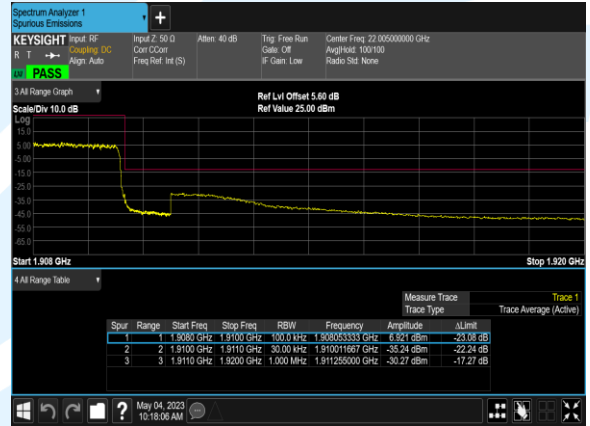 Spectrum Analyzer 1
Spurious Emissions
KEYSIGHT Input: RF Input Z: 50 Ω Atten: 40 dB Trig: Free Run Center Freq: 22.005000000 GHz
R T Coupling: DC Corr CCorr Gate: Off Avg|Hold: 100/100
Align: Auto Freq Ref: Int (S) IF Gain: Low Radio Std: None
PASS
3 All Range Graph
Ref Lvl Offset 5.60 dB
Scale/Div 10.0 dB Ref Value 25.00 dBm
Log
15.0
5.00
-5.00
-15.0
-25.0
-35.0
-45.0
-55.0
-65.0
Start 1.908 GHz Stop 1.920 GHz
4 All Range Table
Measure Trace Trace 1
Trace Type Trace Average (Active)
Spur Range Start Freq Stop Freq RBW Frequency Amplitude ΔLimit
1 1 1.9080 GHz 1.9100 GHz 100.0 kHz 1.908053333 GHz 6.921 dBm -23.08 dB
2 2 1.9100 GHz 1.9110 GHz 30.00 kHz 1.910011667 GHz -35.24 dBm -22.24 dB
3 3 1.9110 GHz 1.9200 GHz 1.000 MHz 1.911255000 GHz -30.27 dBm -17.27 dB
? May 04, 2023
10:18:06 AM